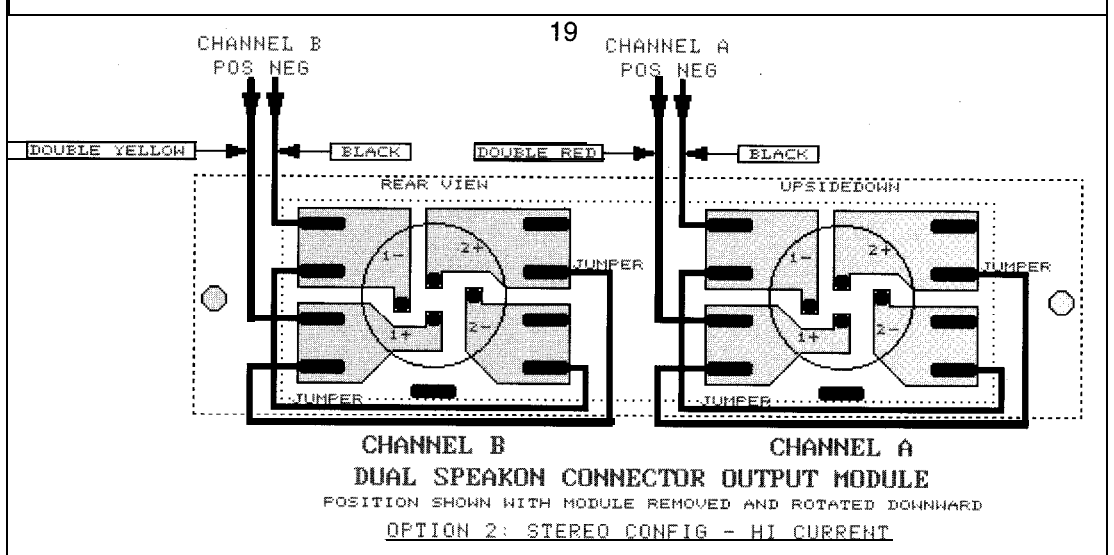 19
CHANNEL B
POS NEG
CHANNEL A
POS NEG
DOUBLE YELLOW
BLACK
DOUBLE RED
BLACK
REAR VIEW
UPSIDEDOWN
1-
2+
JUMPER
1+
2-
JUMPER
1-
2+
JUMPER
1+
2-
JUMPER
CHANNEL B
CHANNEL A
DUAL SPEAKON CONNECTOR OUTPUT MODULE
POSITION SHOWN WITH MODULE REMOVED AND ROTATED DOWNWARD
OPTION 2: STEREO CONFIG - HI CURRENT